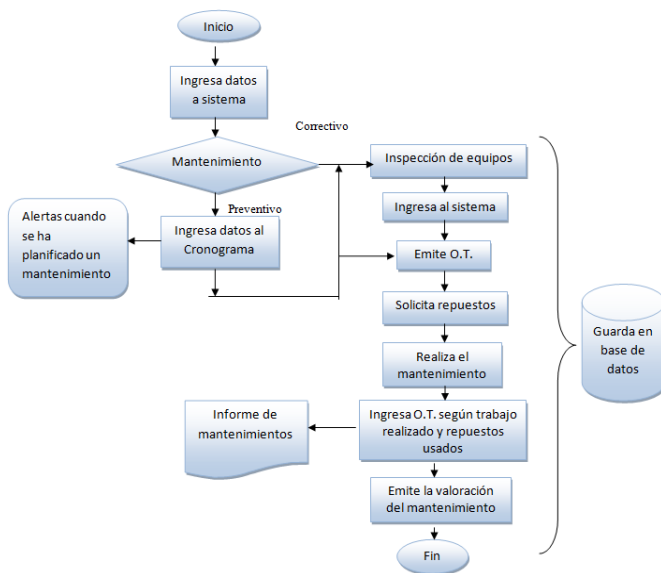 Inicio
Ingresa datos
a sistema
Correctivo
Mantenimiento
Inspección de equipos
Preventivo
Ingresa al sistema
Alertas cuando
se ha
planificado un
mantenimiento
Ingresa datos al
Cronograma
Emite O.T.
Solicita repuestos
Guarda en
base de
datos
Realiza el
mantenimiento
Informe de
mantenimientos
Ingresa O.T. según trabajo
realizado y repuestos
usados
Emite la valoración
del mantenimiento
Fin